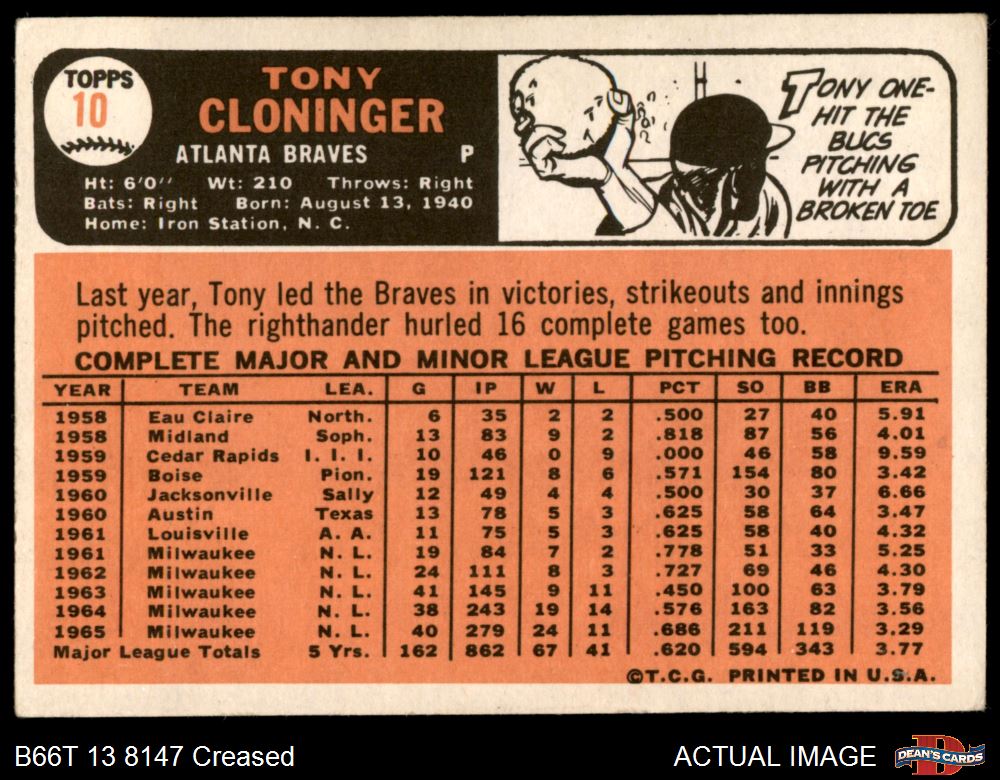 TOPPS
10
TONY
CLONINGER
ATLANTA BRAVES P
Ht: 6'0" Wt: 210 Throws: Right
Bats: Right Born: August 13, 1940
Home: Iron Station, N. C.
TONY ONE-
HIT THE
BUCS
PITCHING
WITH A
BROKEN TOE
Last year, Tony led the Braves in victories, strikeouts and innings
pitched. The righthander hurled 16 complete games too.
COMPLETE MAJOR AND MINOR LEAGUE PITCHING RECORD
YEAR TEAM LEA. G IP W L PCT SO BB ERA
1958 Eau Claire North. 6 35 2 2 .500 27 40 5.91
1958 Midland Soph. 13 83 9 2 .818 87 56 4.01
1959 Cedar Rapids I. I. I. 10 46 0 9 .000 46 58 9.59
1959 Boise Pion. 19 121 8 6 .571 154 80 3.42
1960 Jacksonville Sally 12 49 4 4 .500 30 37 6.66
1960 Austin Texas 13 78 5 3 .625 58 64 3.47
1961 Louisville A. A. 11 75 5 3 .625 58 40 4.32
1961 Milwaukee N. L. 19 84 7 2 .778 51 33 5.25
1962 Milwaukee N. L. 24 111 8 3 .727 69 46 4.30
1963 Milwaukee N. L. 41 145 9 11 .450 100 63 3.79
1964 Milwaukee N. L. 38 243 19 14 .576 163 82 3.56
1965 Milwaukee N. L. 40 279 24 11 .686 211 119 3.29
Major League Totals 5 Yrs. 162 862 67 41 .620 594 343 3.77
©T.C.G. PRINTED IN U.S.A.
B66T 13 8147 Creased ACTUAL IMAGE
DEAN'S CARDS